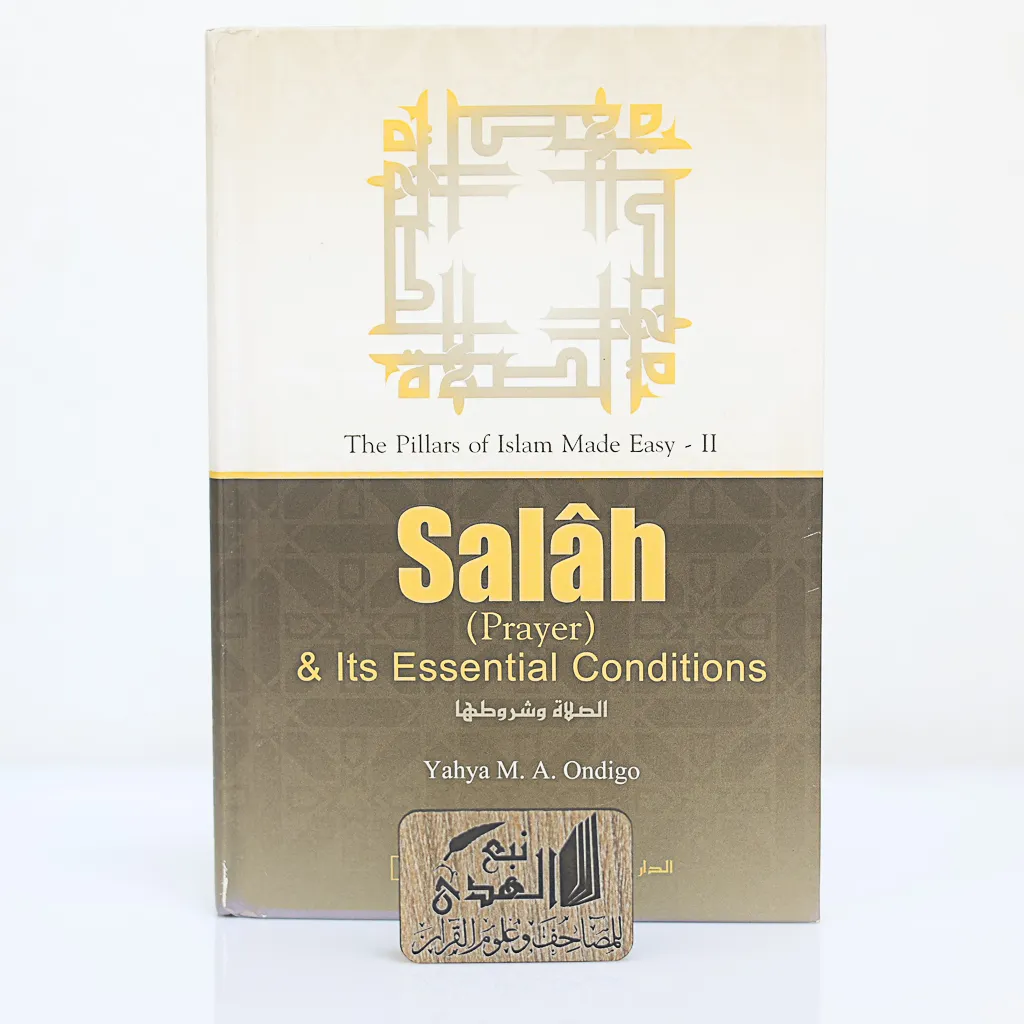 The Pillars of Islam Made Easy - II
Salâh
(Prayer)
& Its Essential Conditions
الصلاة وشروطها
Yahya M. A. Ondigo
نبع
الهدى
للمصاحف وعلوم القرآن